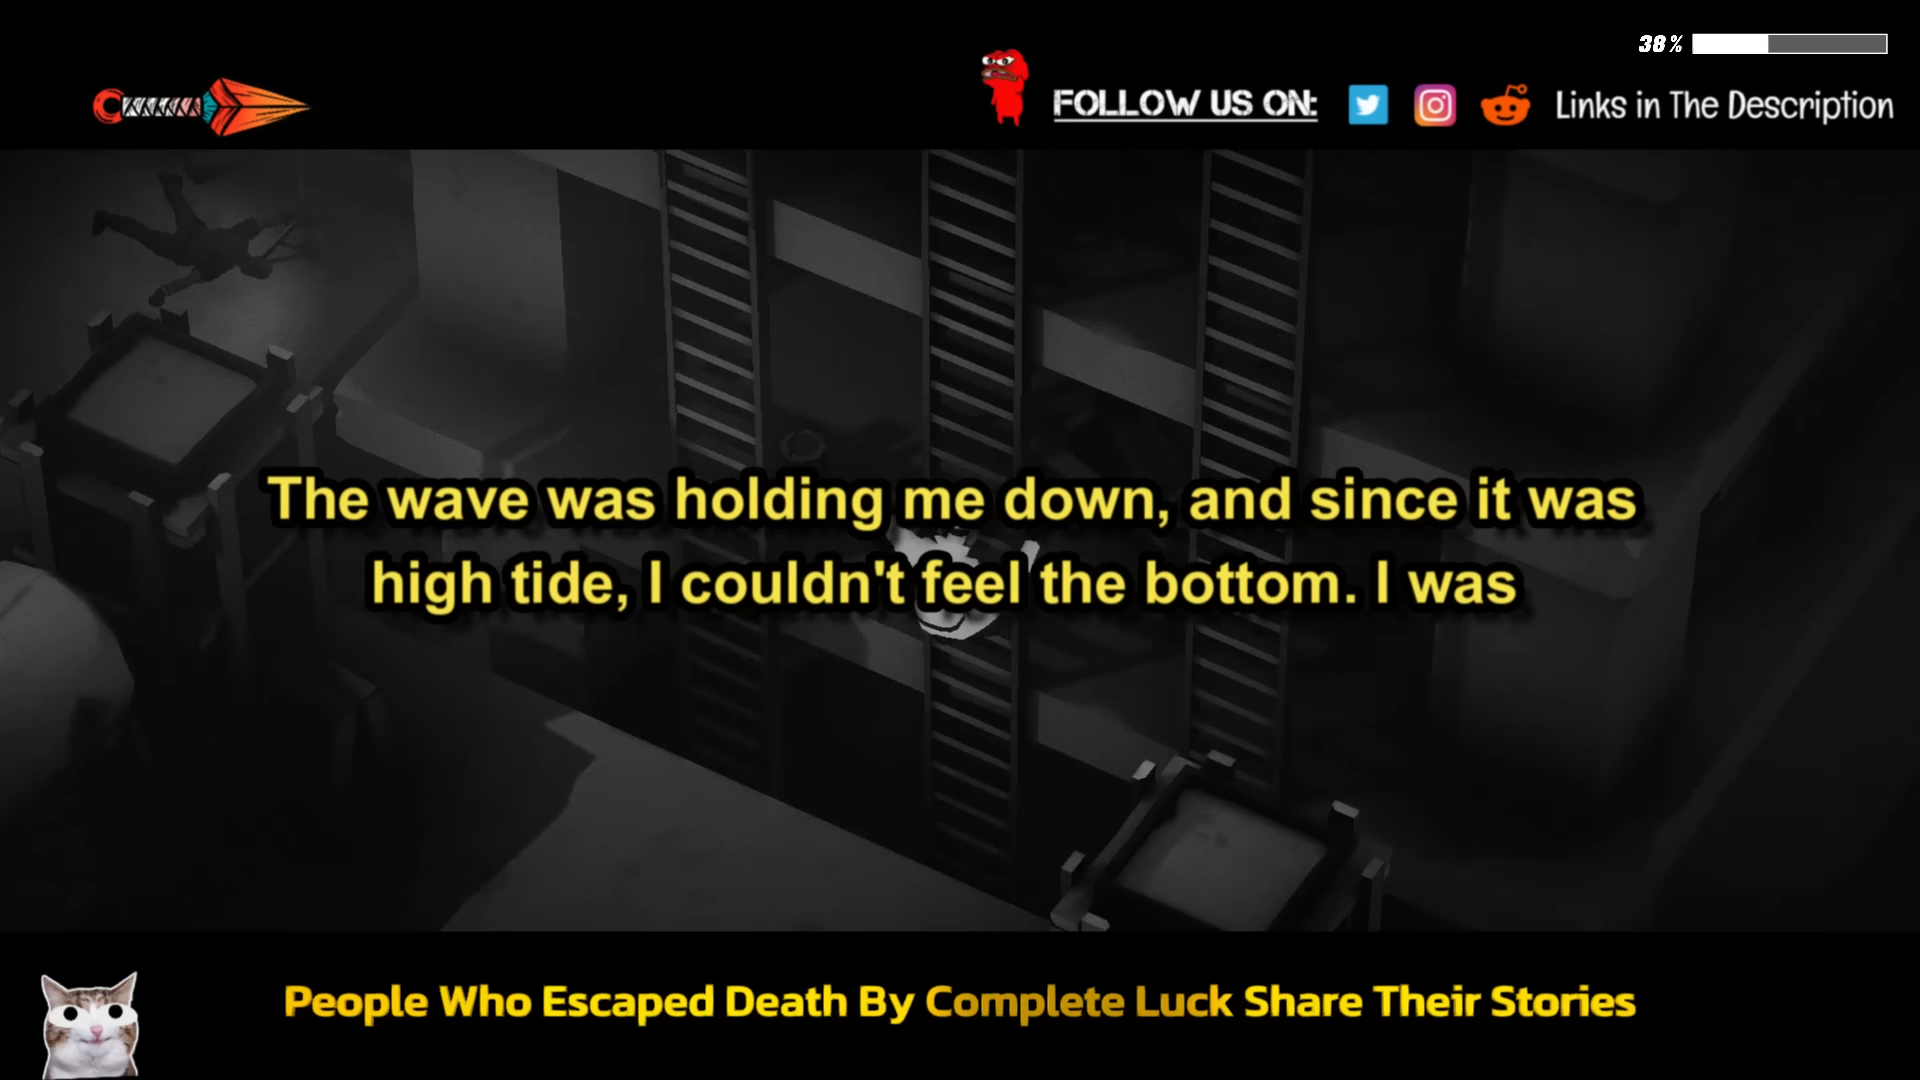 38%
FOLLOW US ON:
Links in The Description
The wave was holding me down, and since it was
high tide, I couldn't feel the bottom. I was
People Who Escaped Death By Complete Luck Share Their Stories